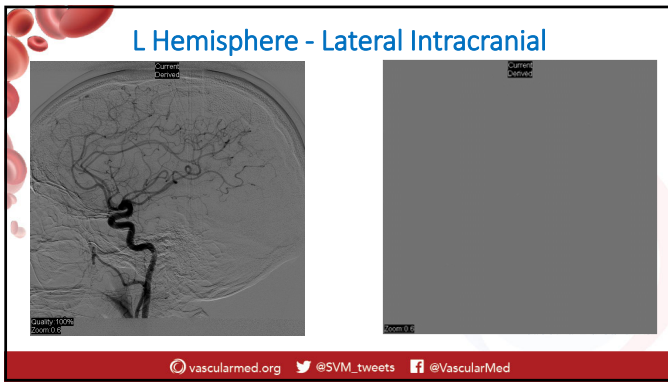 L Hemisphere - Lateral Intracranial
Current
Derived
Quality:100%
Zoom:0.6
Current
Derived
Zoom:0.6
vascularmed.org @SVM_tweets @VascularMed